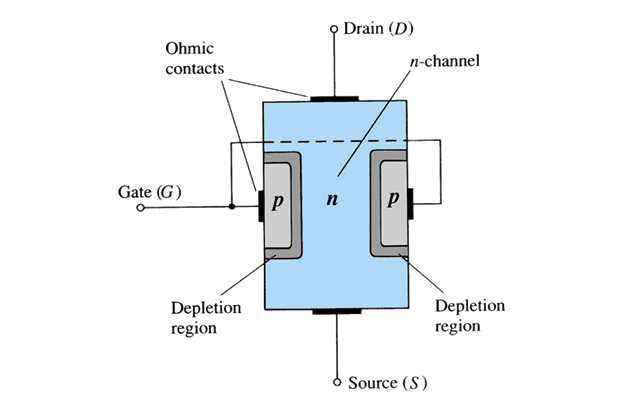 Drain (D)
Ohmic
contacts
n-channel
Gate (G)
p
n
p
Depletion
region
Depletion
region
Source (S)